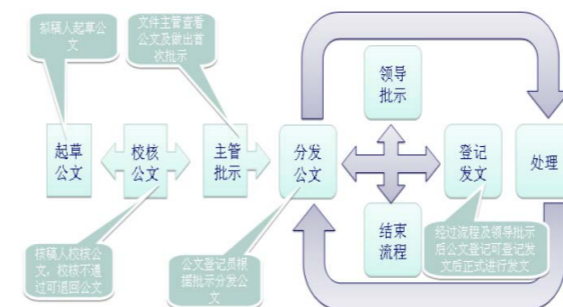 拟稿人起草公
文
文件主管查看
公文及做出首
次批示
领导
批示
起草
公文
校核
公文
主管
批示
分发
公文
登记
发文
处理
结束
流程
核稿人校核公
文，校核不通
过可退回公文
公文登记员根
据批示分发公
文
经过流程及领导批示
后公文登记可登记发
文后正式进行发文